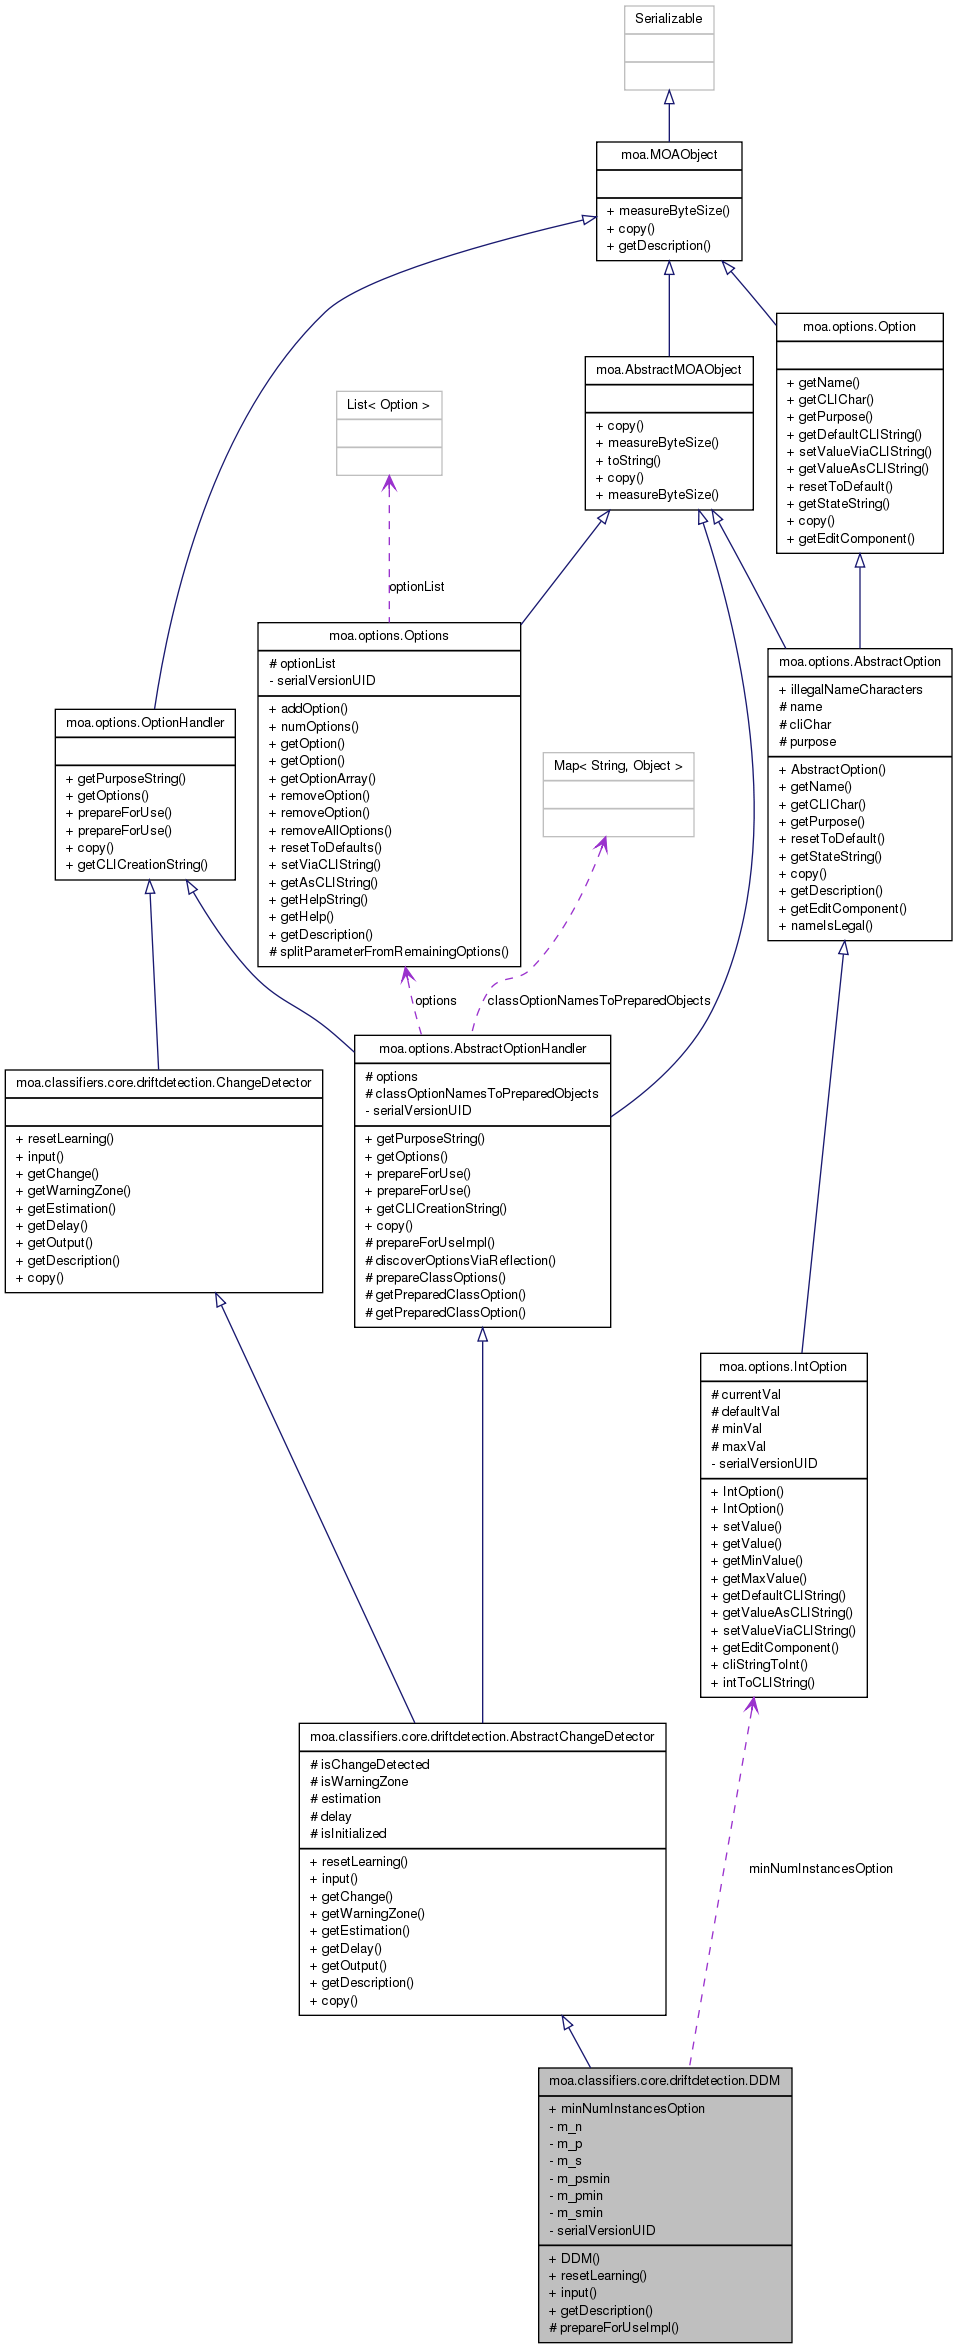 Serializable
moa.MOAObject
+ measureByteSize()
+ copy()
+ getDescription()
moa.options.Option
+ getName()
+ getCLIChar()
+ getPurpose()
+ getDefaultCLIString()
+ setValueViaCLIString()
+ getValueAsCLIString()
+ resetToDefault()
+ getStateString()
+ copy()
+ getEditComponent()
moa.AbstractMOAObject
+ copy()
+ measureByteSize()
+ toString()
+ copy()
+ measureByteSize()
List< Option >
optionList
moa.options.Options
# optionList
- serialVersionUID
+ addOption()
+ numOptions()
+ getOption()
+ getOption()
+ getOptionArray()
+ removeOption()
+ removeOption()
+ removeAllOptions()
+ resetToDefaults()
+ setViaCLIString()
+ getAsCLIString()
+ getHelpString()
+ getHelp()
+ getDescription()
# splitParameterFromRemainingOptions()
moa.options.AbstractOption
+ illegalNameCharacters
# name
# cliChar
# purpose
+ AbstractOption()
+ getName()
+ getCLIChar()
+ getPurpose()
+ resetToDefault()
+ getStateString()
+ copy()
+ getDescription()
+ getEditComponent()
+ nameIsLegal()
moa.options.OptionHandler
+ getPurposeString()
+ getOptions()
+ prepareForUse()
+ prepareForUse()
+ copy()
+ getCLICreationString()
Map< String, Object >
options
classOptionNamesToPreparedObjects
moa.options.AbstractOptionHandler
# options
# classOptionNamesToPreparedObjects
- serialVersionUID
+ getPurposeString()
+ getOptions()
+ prepareForUse()
+ prepareForUse()
+ getCLICreationString()
+ copy()
# prepareForUseImpl()
# discoverOptionsViaReflection()
# prepareClassOptions()
# getPreparedClassOption()
# getPreparedClassOption()
moa.classifiers.core.driftdetection.ChangeDetector
+ resetLearning()
+ input()
+ getChange()
+ getWarningZone()
+ getEstimation()
+ getDelay()
+ getOutput()
+ getDescription()
+ copy()
moa.options.IntOption
# currentVal
# defaultVal
# minVal
# maxVal
- serialVersionUID
+ IntOption()
+ IntOption()
+ setValue()
+ getValue()
+ getMinValue()
+ getMaxValue()
+ getDefaultCLIString()
+ getValueAsCLIString()
+ setValueViaCLIString()
+ getEditComponent()
+ cliStringToInt()
+ intToCLIString()
moa.classifiers.core.driftdetection.AbstractChangeDetector
# isChangeDetected
# isWarningZone
# estimation
# delay
# isInitialized
+ resetLearning()
+ input()
+ getChange()
+ getWarningZone()
+ getEstimation()
+ getDelay()
+ getOutput()
+ getDescription()
+ copy()
minNumInstancesOption
moa.classifiers.core.driftdetection.DDM
+ minNumInstancesOption
- m_n
- m_p
- m_s
- m_psmin
- m_pmin
- m_smin
- serialVersionUID
+ DDM()
+ resetLearning()
+ input()
+ getDescription()
# prepareForUseImpl()